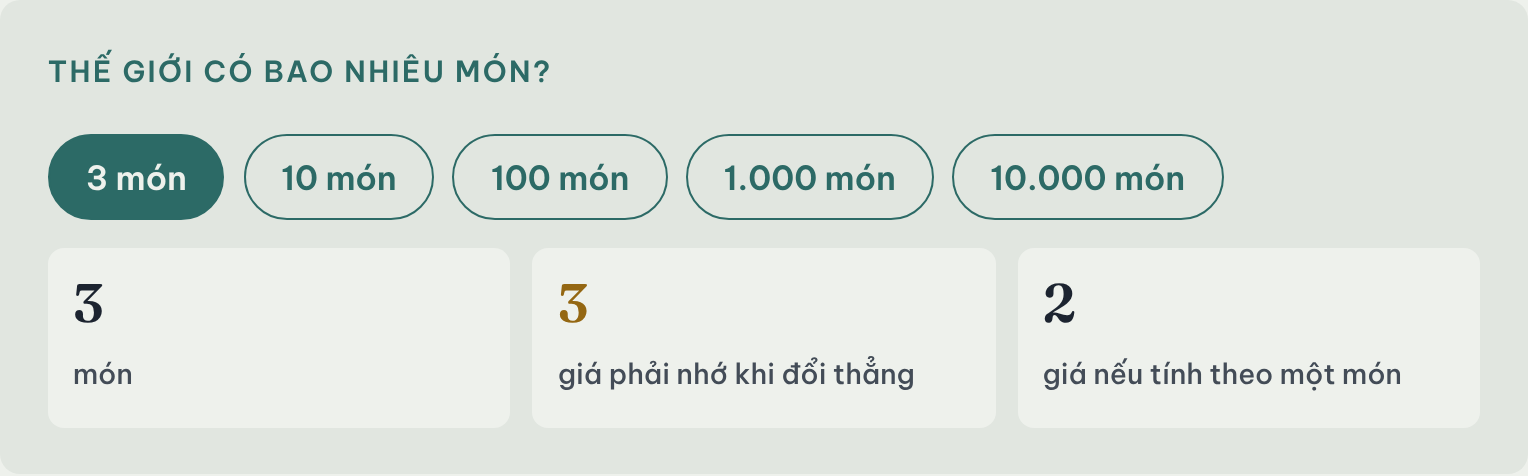 THẾ GIỚI CÓ BAO NHIÊU MÓN?
3 món
10 món
100 món
1.000 món
10.000 món
3
món
3
giá phải nhớ khi đổi thẳng
2
giá nếu tính theo một món